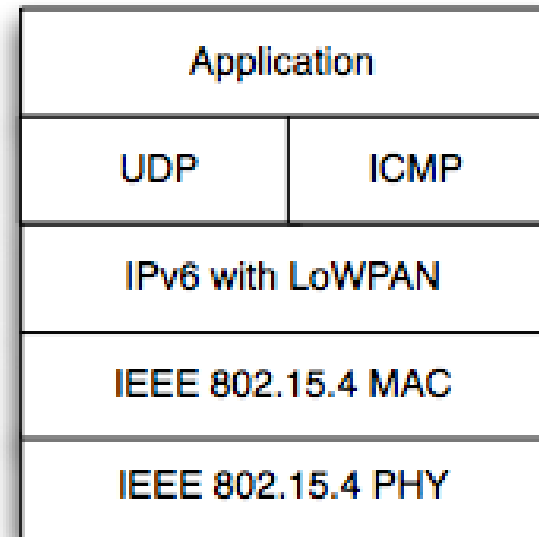 Application
UDP ICMP
IPv6 with LoWPAN
IEEE 802.15.4 MAC
IEEE 802.15.4 PHY